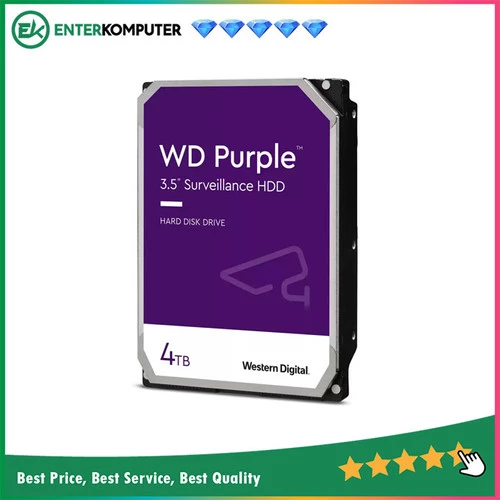 EK ENTERKOMPUTER
WD Purple™
3.5" Surveillance HDD
HARD DISK DRIVE
4TB
Western Digital
Best Price, Best Service, Best Quality